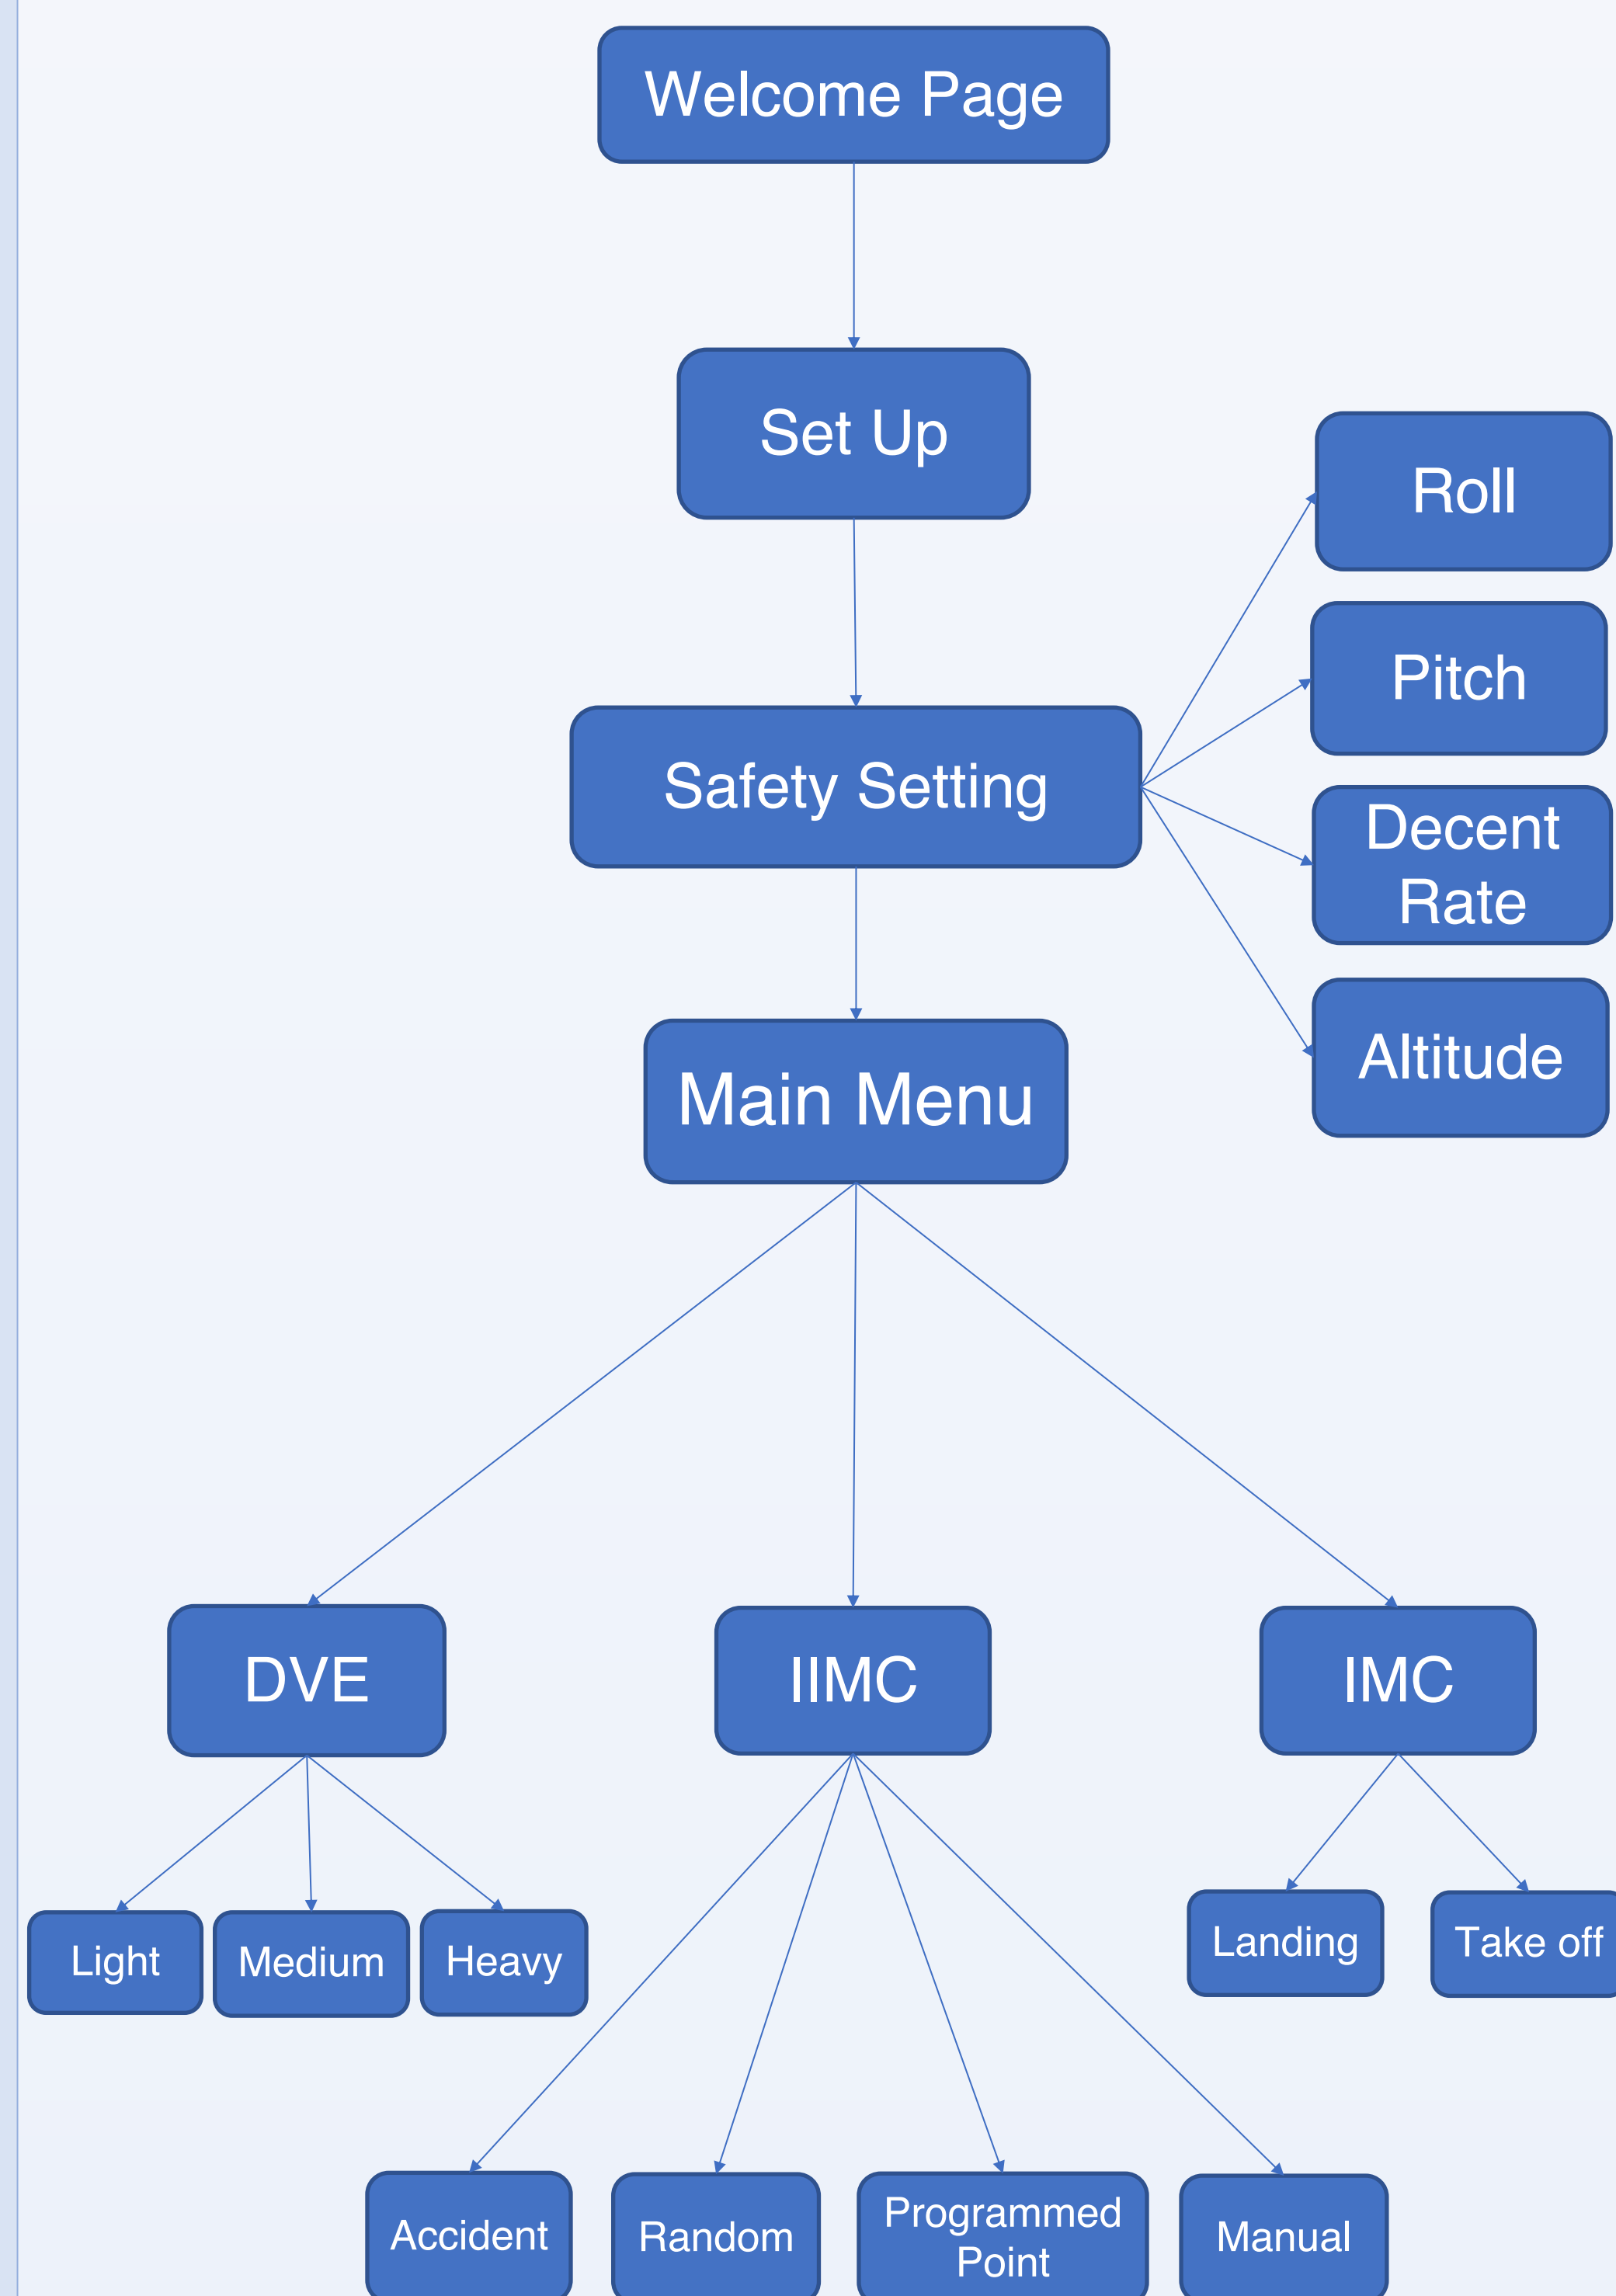 Welcome Page
Set Up
Roll
Pitch
Safety Setting
Decent
Rate
Altitude
Main Menu
DVE
IIMC
IMC
Light
Medium
Heavy
Landing
Take off
Accident
Random
Programmed
Point
Manual